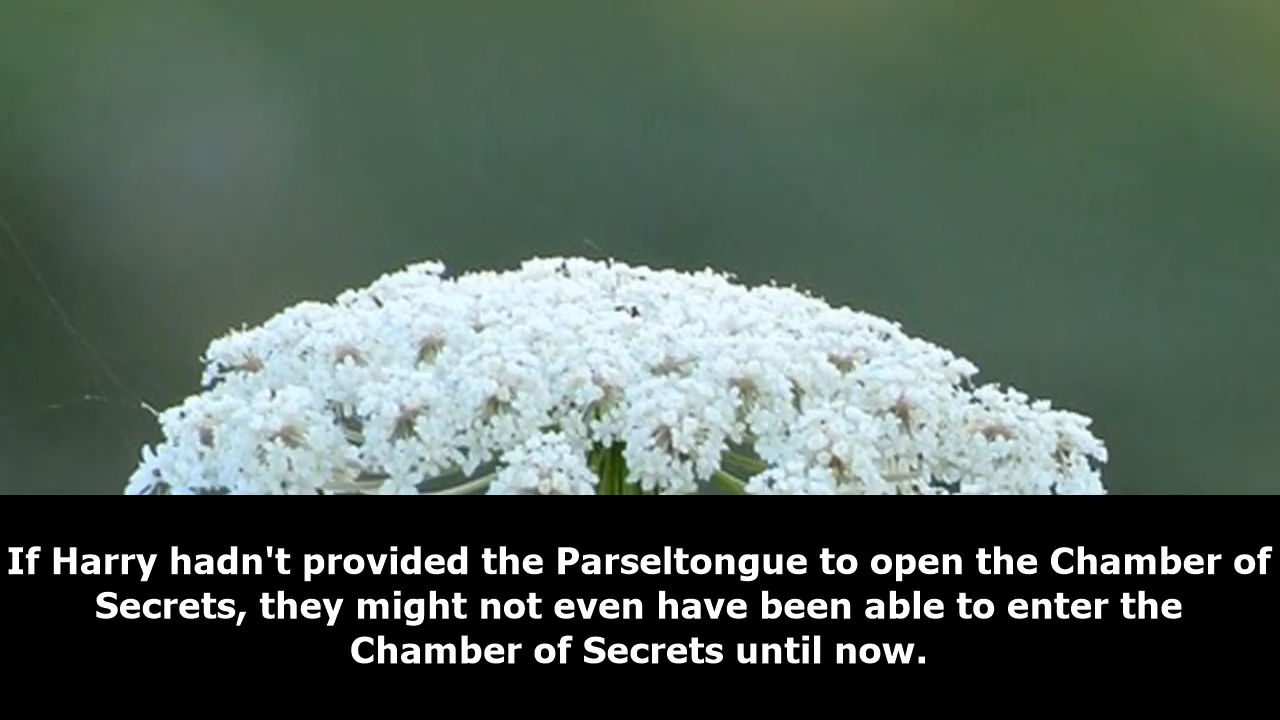 If Harry hadn't provided the Parseltongue to open the Chamber of
Secrets, they might not even have been able to enter the
Chamber of Secrets until now.